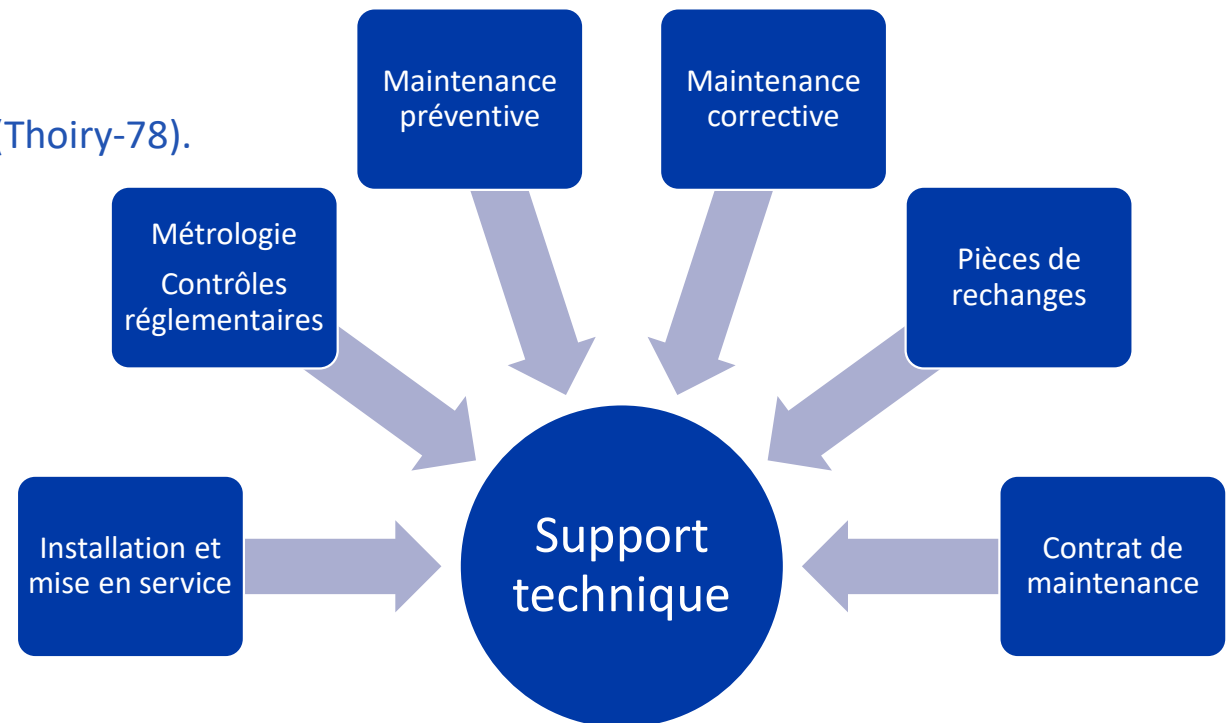 (Thoiry-78).
Maintenance
préventive
Maintenance
corrective
Métrologie
Contrôles
réglementaires
Pièces de
rechanges
Installation et
mise en service
Support
technique
Contrat de
maintenance